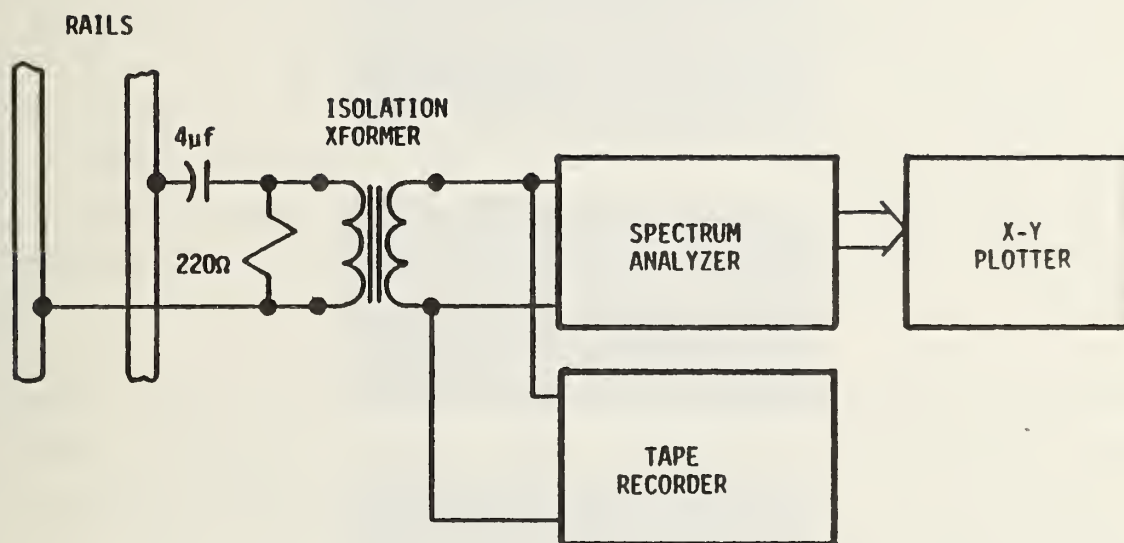 RAILS
ISOLATION
XFORMER
4µf
220Ω
SPECTRUM
ANALYZER
X-Y
PLOTTER
TAPE
RECORDER